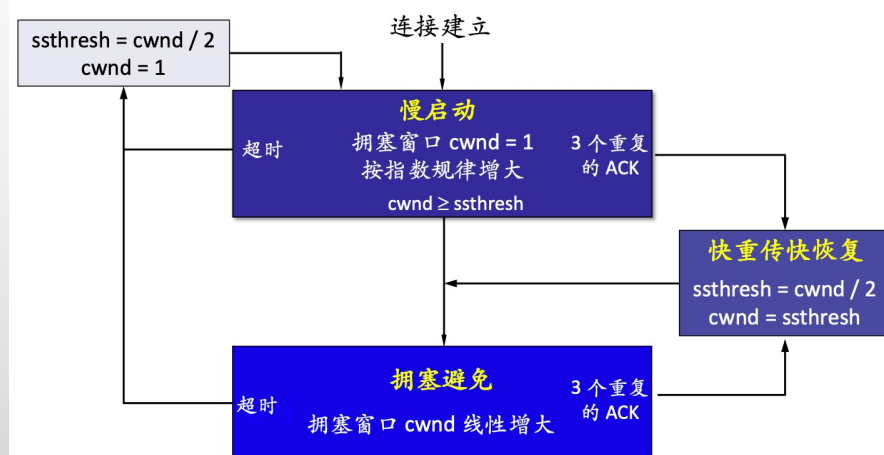 连接建立
ssthresh = cwnd / 2
cwnd = 1
慢启动
超时
拥塞窗口 cwnd = 1
按指数规律增大
cwnd ≥ ssthresh
3 个重复
的 ACK
快重传快恢复
ssthresh = cwnd / 2
cwnd = ssthresh
拥塞避免
超时
拥塞窗口 cwnd 线性增大
3 个重复
的 ACK